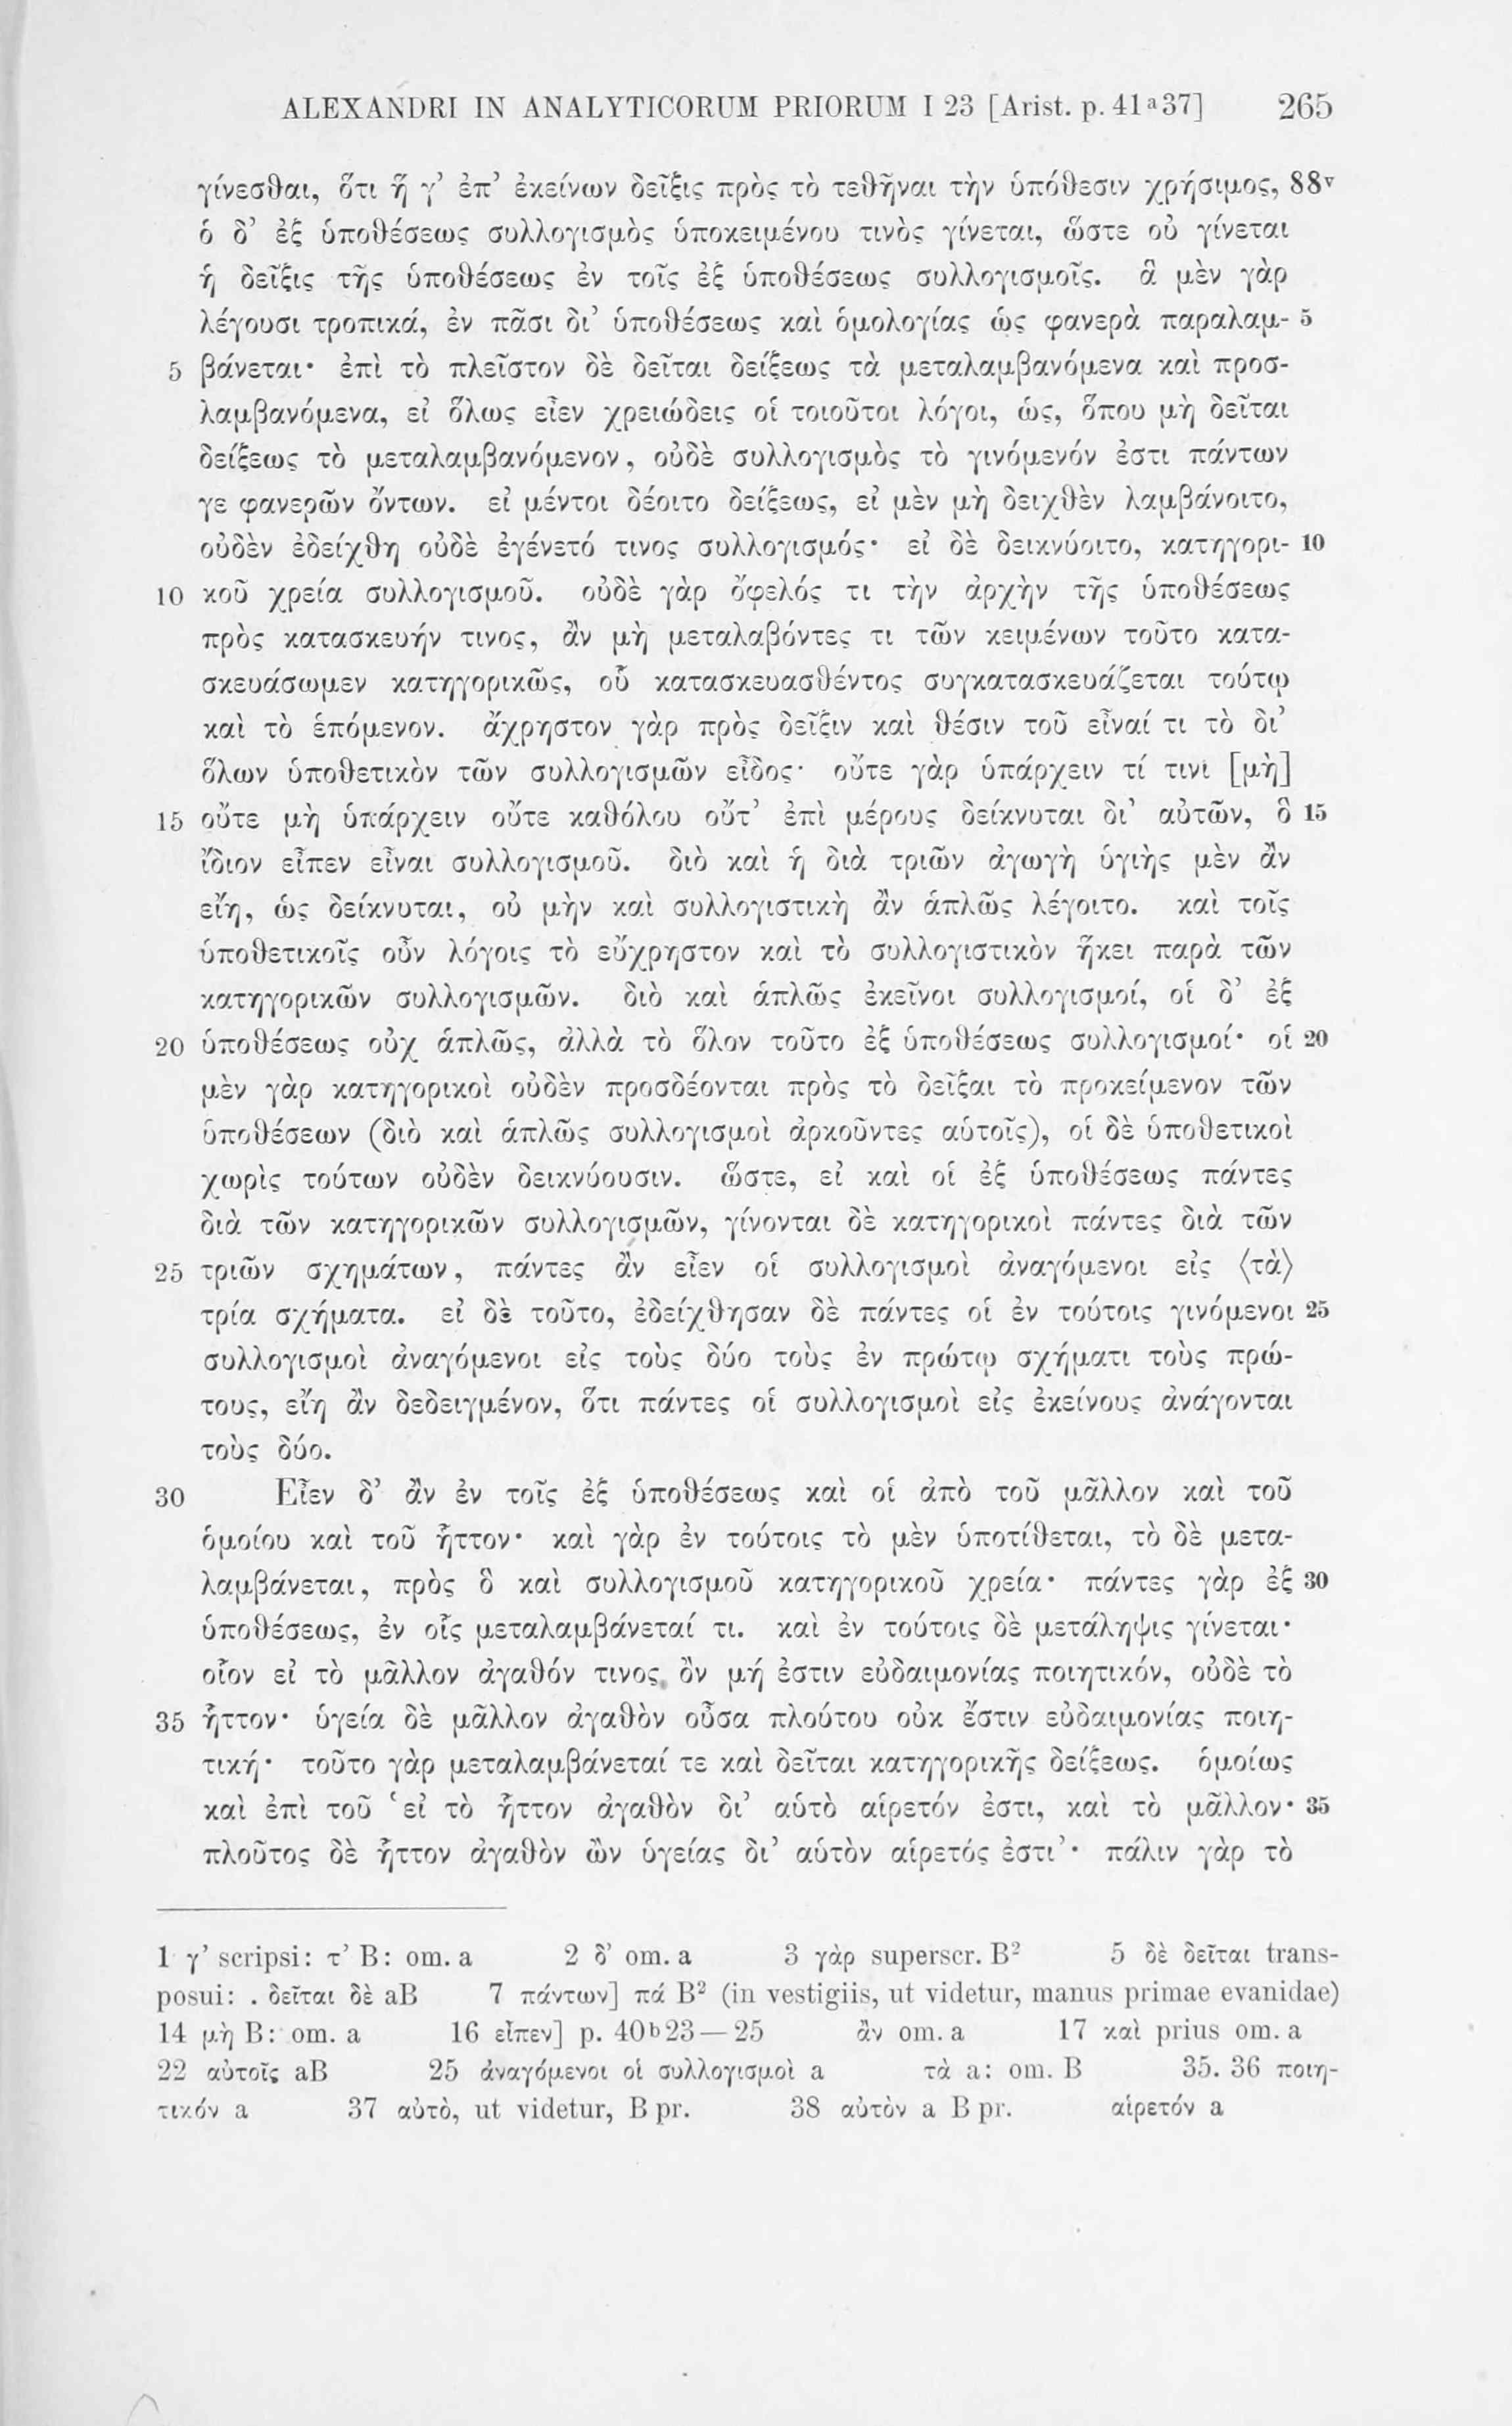 ALEXANDRI IN ANALYTICORUM PRIORUM I 23 [Arist. p. 41ᵃ37] 265
γίνεσθαι, ὅτι ἥ γ’ ἐπ’ ἐκείνων δεῖξις πρὸς τὸ τεθῆναι τὴν ὑπόθεσιν χρήσιμος, 88ᵛ
ὁ δ’ ἐξ ὑποθέσεως συλλογισμὸς ὑποκειμένου τινὸς γίνεται, ὥστε οὐ γίνεται
ἡ δεῖξις τῆς ὑποθέσεως ἐν τοῖς ἐξ ὑποθέσεως συλλογισμοῖς. ἃ μὲν γὰρ
λέγουσι τροπικά, ἐν πᾶσι δι’ ὑποθέσεως καὶ ὁμολογίας ὡς φανερὰ παραλαμ- 5
5 βάνεται· ἐπὶ τὸ πλεῖστον δὲ δεῖται δείξεως τὰ μεταλαμβανόμενα καὶ προσ-
λαμβανόμενα, εἰ ὅλως εἶεν χρειώδεις οἱ τοιοῦτοι λόγοι, ὡς, ὅπου μὴ δεῖται
δείξεως τὸ μεταλαμβανόμενον, οὐδὲ συλλογισμὸς τὸ γινόμενόν ἐστι πάντων
γε φανερῶν ὄντων. εἰ μέντοι δέοιτο δείξεως, εἰ μὲν μὴ δειχθὲν λαμβάνοιτο,
οὐδὲν ἐδείχθη οὐδὲ ἐγένετό τινος συλλογισμός· εἰ δὲ δεικνύοιτο, κατηγορι- 10
10 κοῦ χρεία συλλογισμοῦ. οὐδὲ γὰρ ὄφελός τι τὴν ἀρχὴν τῆς ὑποθέσεως
πρὸς κατασκευήν τινος, ἂν μὴ μεταλαβόντες τι τῶν κειμένων τοῦτο κατα-
σκευάσωμεν κατηγορικῶς, οὗ κατασκευασθέντος συγκατασκευάζεται τούτῳ
καὶ τὸ ἑπόμενον. ἄχρηστον γὰρ πρὸς δεῖξιν καὶ θέσιν τοῦ εἶναί τι τὸ δι’
ὅλων ὑποθετικὸν τῶν συλλογισμῶν εἶδος· οὔτε γὰρ ὑπάρχειν τί τινι [μὴ]
15 οὔτε μὴ ὑπάρχειν οὔτε καθόλου οὔτ’ ἐπὶ μέρους δείκνυται δι’ αὐτῶν, ὃ 15
ἴδιον εἶπεν εἶναι συλλογισμοῦ. διὸ καὶ ἡ διὰ τριῶν ἀγωγὴ ὑγιὴς μὲν ἂν
εἴη, ὡς δείκνυται, οὐ μὴν καὶ συλλογιστικὴ ἂν ἁπλῶς λέγοιτο. καὶ τοῖς
ὑποθετικοῖς οὖν λόγοις τὸ εὔχρηστον καὶ τὸ συλλογιστικὸν ἥκει παρὰ τῶν
κατηγορικῶν συλλογισμῶν. διὸ καὶ ἁπλῶς ἐκεῖνοι συλλογισμοί, οἱ δ’ ἐξ
20 ὑποθέσεως οὐχ ἁπλῶς, ἀλλὰ τὸ ὅλον τοῦτο ἐξ ὑποθέσεως συλλογισμοί· οἱ 20
μὲν γὰρ κατηγορικοὶ οὐδὲν προσδέονται πρὸς τὸ δεῖξαι τὸ προκείμενον τῶν
ὑποθέσεων (διὸ καὶ ἁπλῶς συλλογισμοὶ ἀρκοῦντες αὑτοῖς), οἱ δὲ ὑποθετικοὶ
χωρὶς τούτων οὐδὲν δεικνύουσιν. ὥστε, εἰ καὶ οἱ ἐξ ὑποθέσεως πάντες
διὰ τῶν κατηγορικῶν συλλογισμῶν, γίνονται δὲ κατηγορικοὶ πάντες διὰ τῶν
25 τριῶν σχημάτων, πάντες ἂν εἶεν οἱ συλλογισμοὶ ἀναγόμενοι εἰς ⟨τὰ⟩
τρία σχήματα. εἰ δὲ τοῦτο, ἐδείχθησαν δὲ πάντες οἱ ἐν τούτοις γινόμενοι 25
συλλογισμοὶ ἀναγόμενοι εἰς τοὺς δύο τοὺς ἐν πρώτῳ σχήματι τοὺς πρώ-
τους, εἴη ἂν δεδειγμένον, ὅτι πάντες οἱ συλλογισμοὶ εἰς ἐκείνους ἀνάγονται
τοὺς δύο.
30 Εἶεν δ’ ἂν ἐν τοῖς ἐξ ὑποθέσεως καὶ οἱ ἀπὸ τοῦ μᾶλλον καὶ τοῦ
ὁμοίου καὶ τοῦ ἧττον· καὶ γὰρ ἐν τούτοις τὸ μὲν ὑποτίθεται, τὸ δὲ μετα-
λαμβάνεται, πρὸς ὃ καὶ συλλογισμοῦ κατηγορικοῦ χρεία· πάντες γὰρ ἐξ 30
ὑποθέσεως, ἐν οἷς μεταλαμβάνεταί τι. καὶ ἐν τούτοις δὲ μετάληψις γίνεται·
οἷον εἰ τὸ μᾶλλον ἀγαθόν τινος ὂν μή ἐστιν εὐδαιμονίας ποιητικόν, οὐδὲ τὸ
35 ἧττον· ὑγεία δὲ μᾶλλον ἀγαθὸν οὖσα πλούτου οὐκ ἔστιν εὐδαιμονίας ποιη-
τική· τοῦτο γὰρ μεταλαμβάνεταί τε καὶ δεῖται κατηγορικῆς δείξεως. ὁμοίως
καὶ ἐπὶ τοῦ ‘εἰ τὸ ἧττον ἀγαθὸν δι’ αὑτὸ αἱρετόν ἐστι, καὶ τὸ μᾶλλον· 35
πλοῦτος δὲ ἧττον ἀγαθὸν ὢν ὑγείας δι’ αὑτὸν αἱρετός ἐστι’· πάλιν γὰρ τὸ
1 γ’ scripsi: τ’ B: om. a 2 δ’ om. a 3 γὰρ superscr. B² 5 δὲ δεῖται trans-
posui: . δεῖται δὲ aB 7 πάντων] πά B² (in vestigiis, ut videtur, manus primae evanidae)
14 μὴ B: om. a 16 εἶπεν] p. 40ᵇ23—25 ἂν om. a 17 καὶ prius om. a
22 αὐτοῖς aB 25 ἀναγόμενοι οἱ συλλογισμοὶ a τὰ a: om. B 35. 36 ποιη-
τικόν a 37 αὐτὸ, ut videtur, B pr. 38 αὐτὸν a B pr. αἱρετόν a